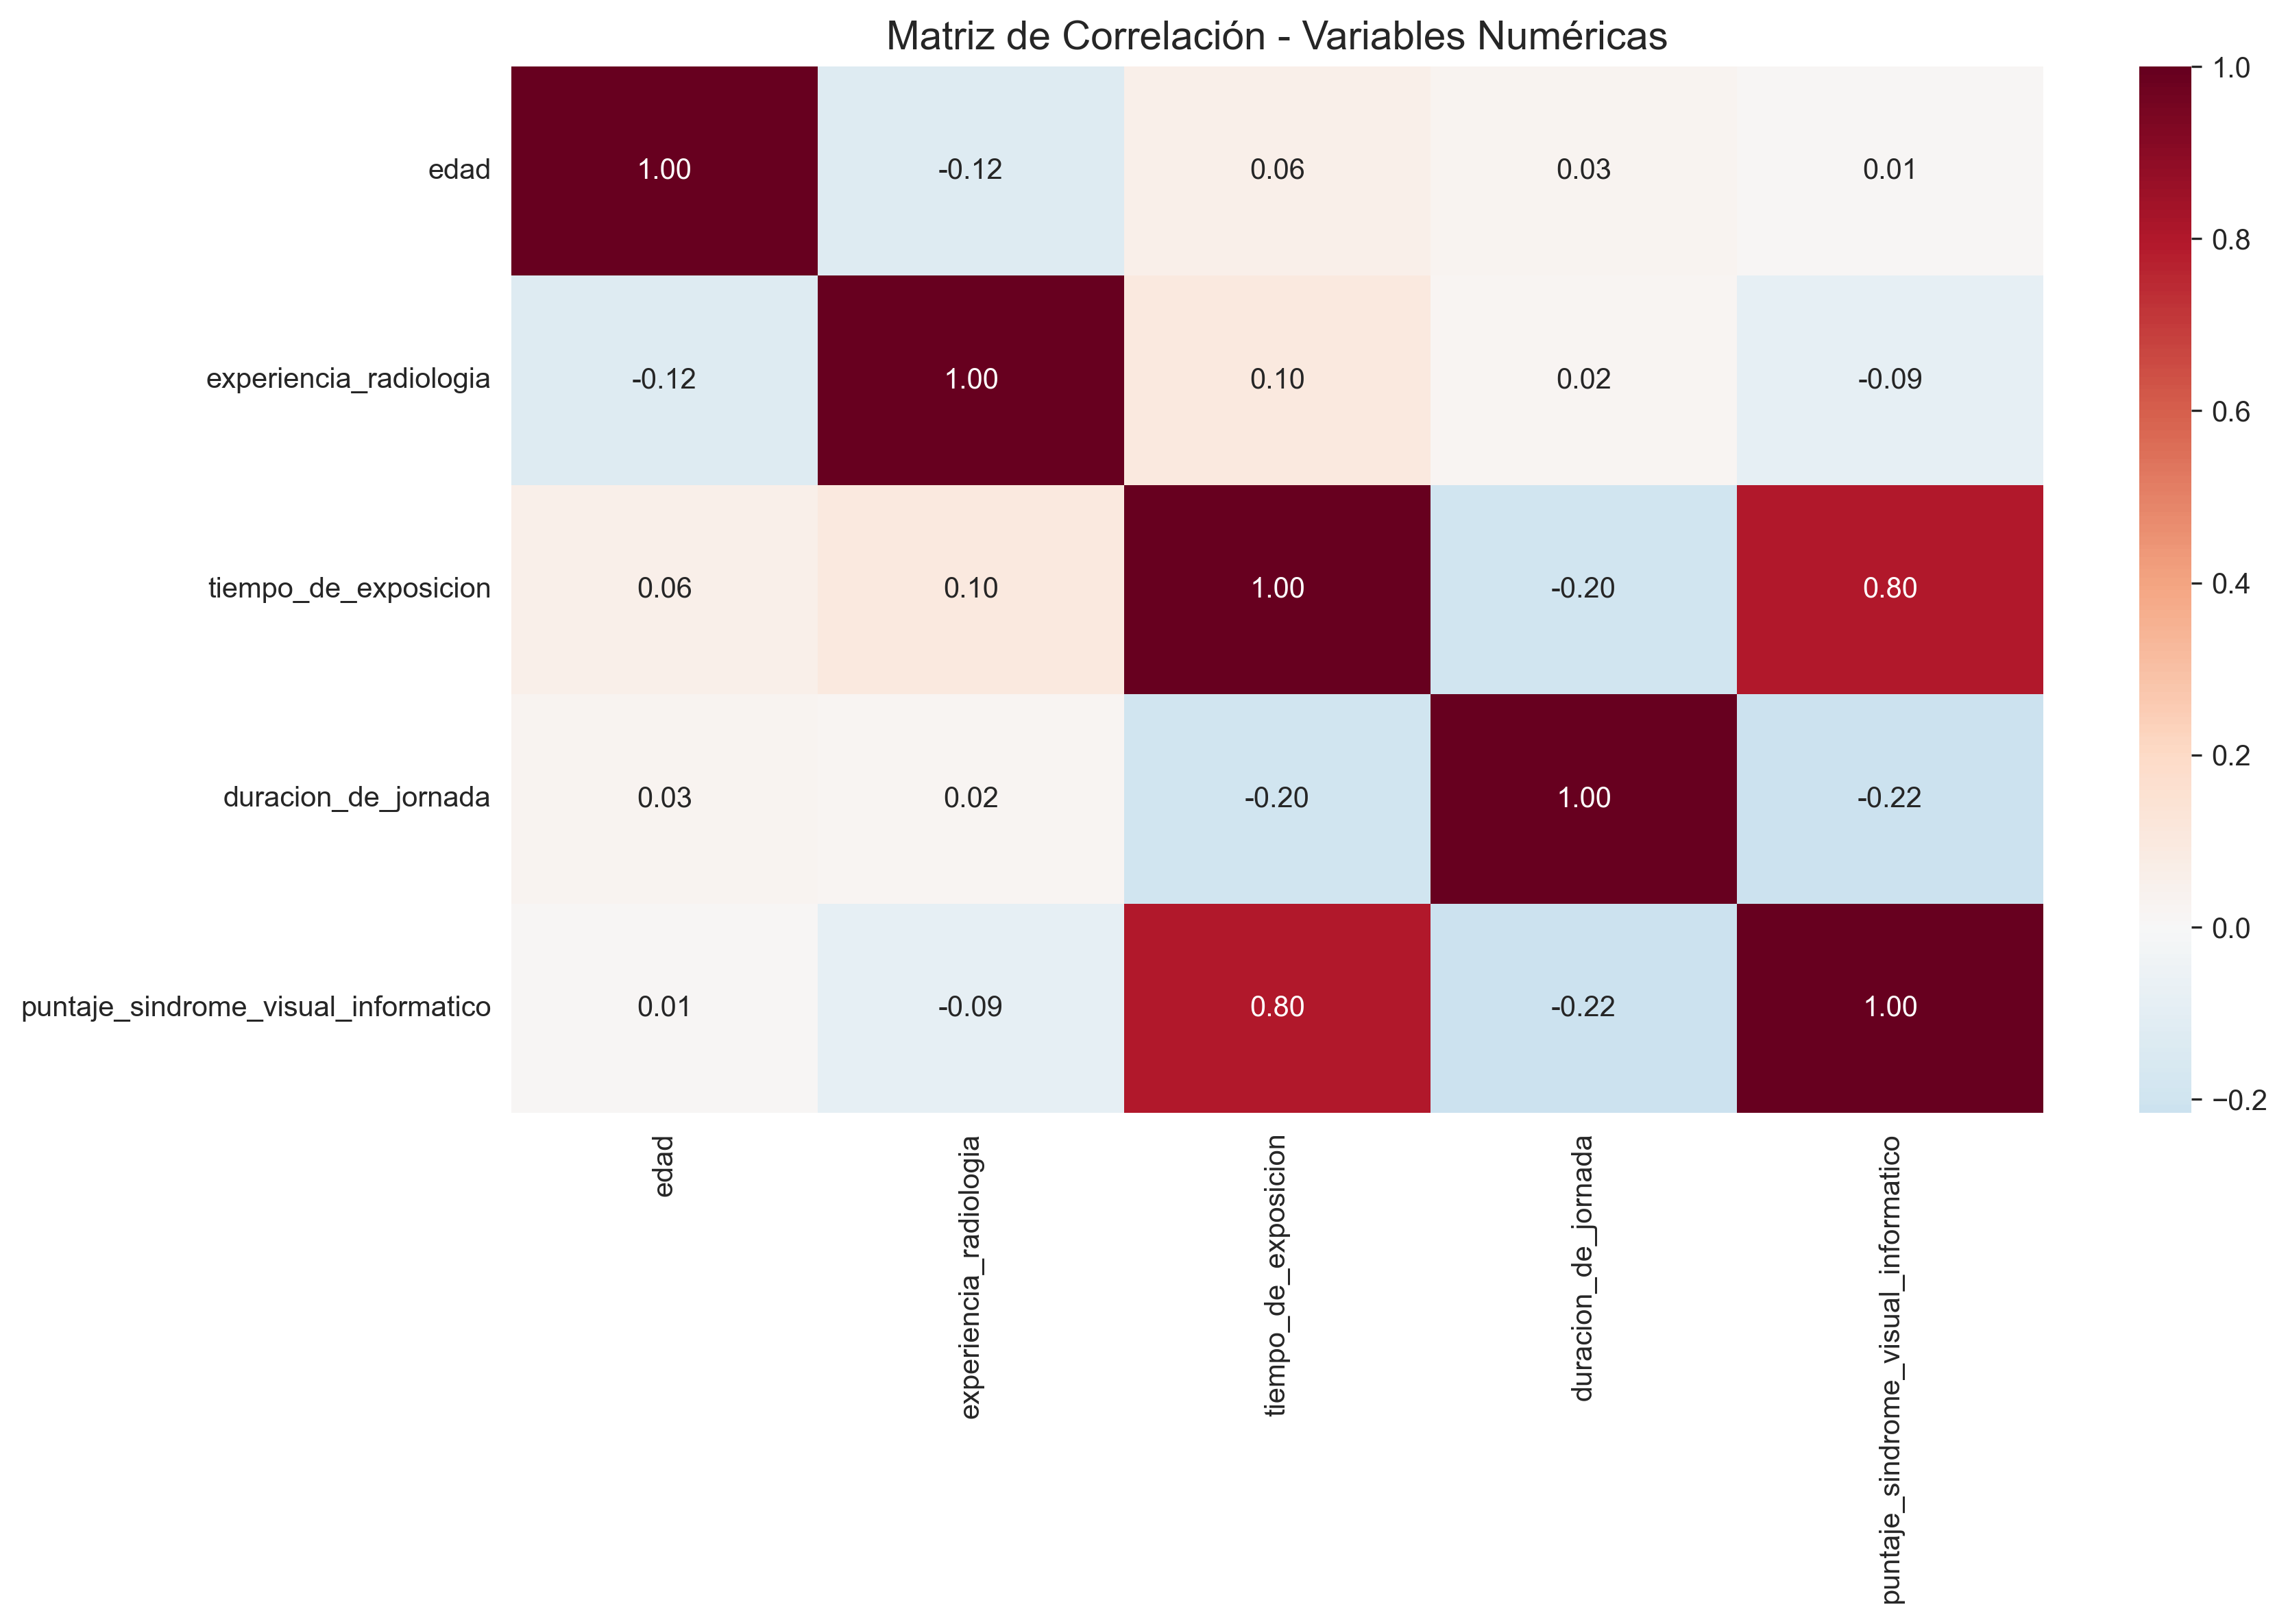 Matriz de Correlación - Variables Numéricas
edad 1.00 -0.12 0.06 0.03 0.01
experiencia_radiologia -0.12 1.00 0.10 0.02 -0.09
tiempo_de_exposicion 0.06 0.10 1.00 -0.20 0.80
duracion_de_jornada 0.03 0.02 -0.20 1.00 -0.22
puntaje_sindrome_visual_informatico 0.01 -0.09 0.80 -0.22 1.00
edad
experiencia_radiologia
tiempo_de_exposicion
duracion_de_jornada
puntaje_sindrome_visual_informatico
1.0
0.8
0.6
0.4
0.2
0.0
−0.2